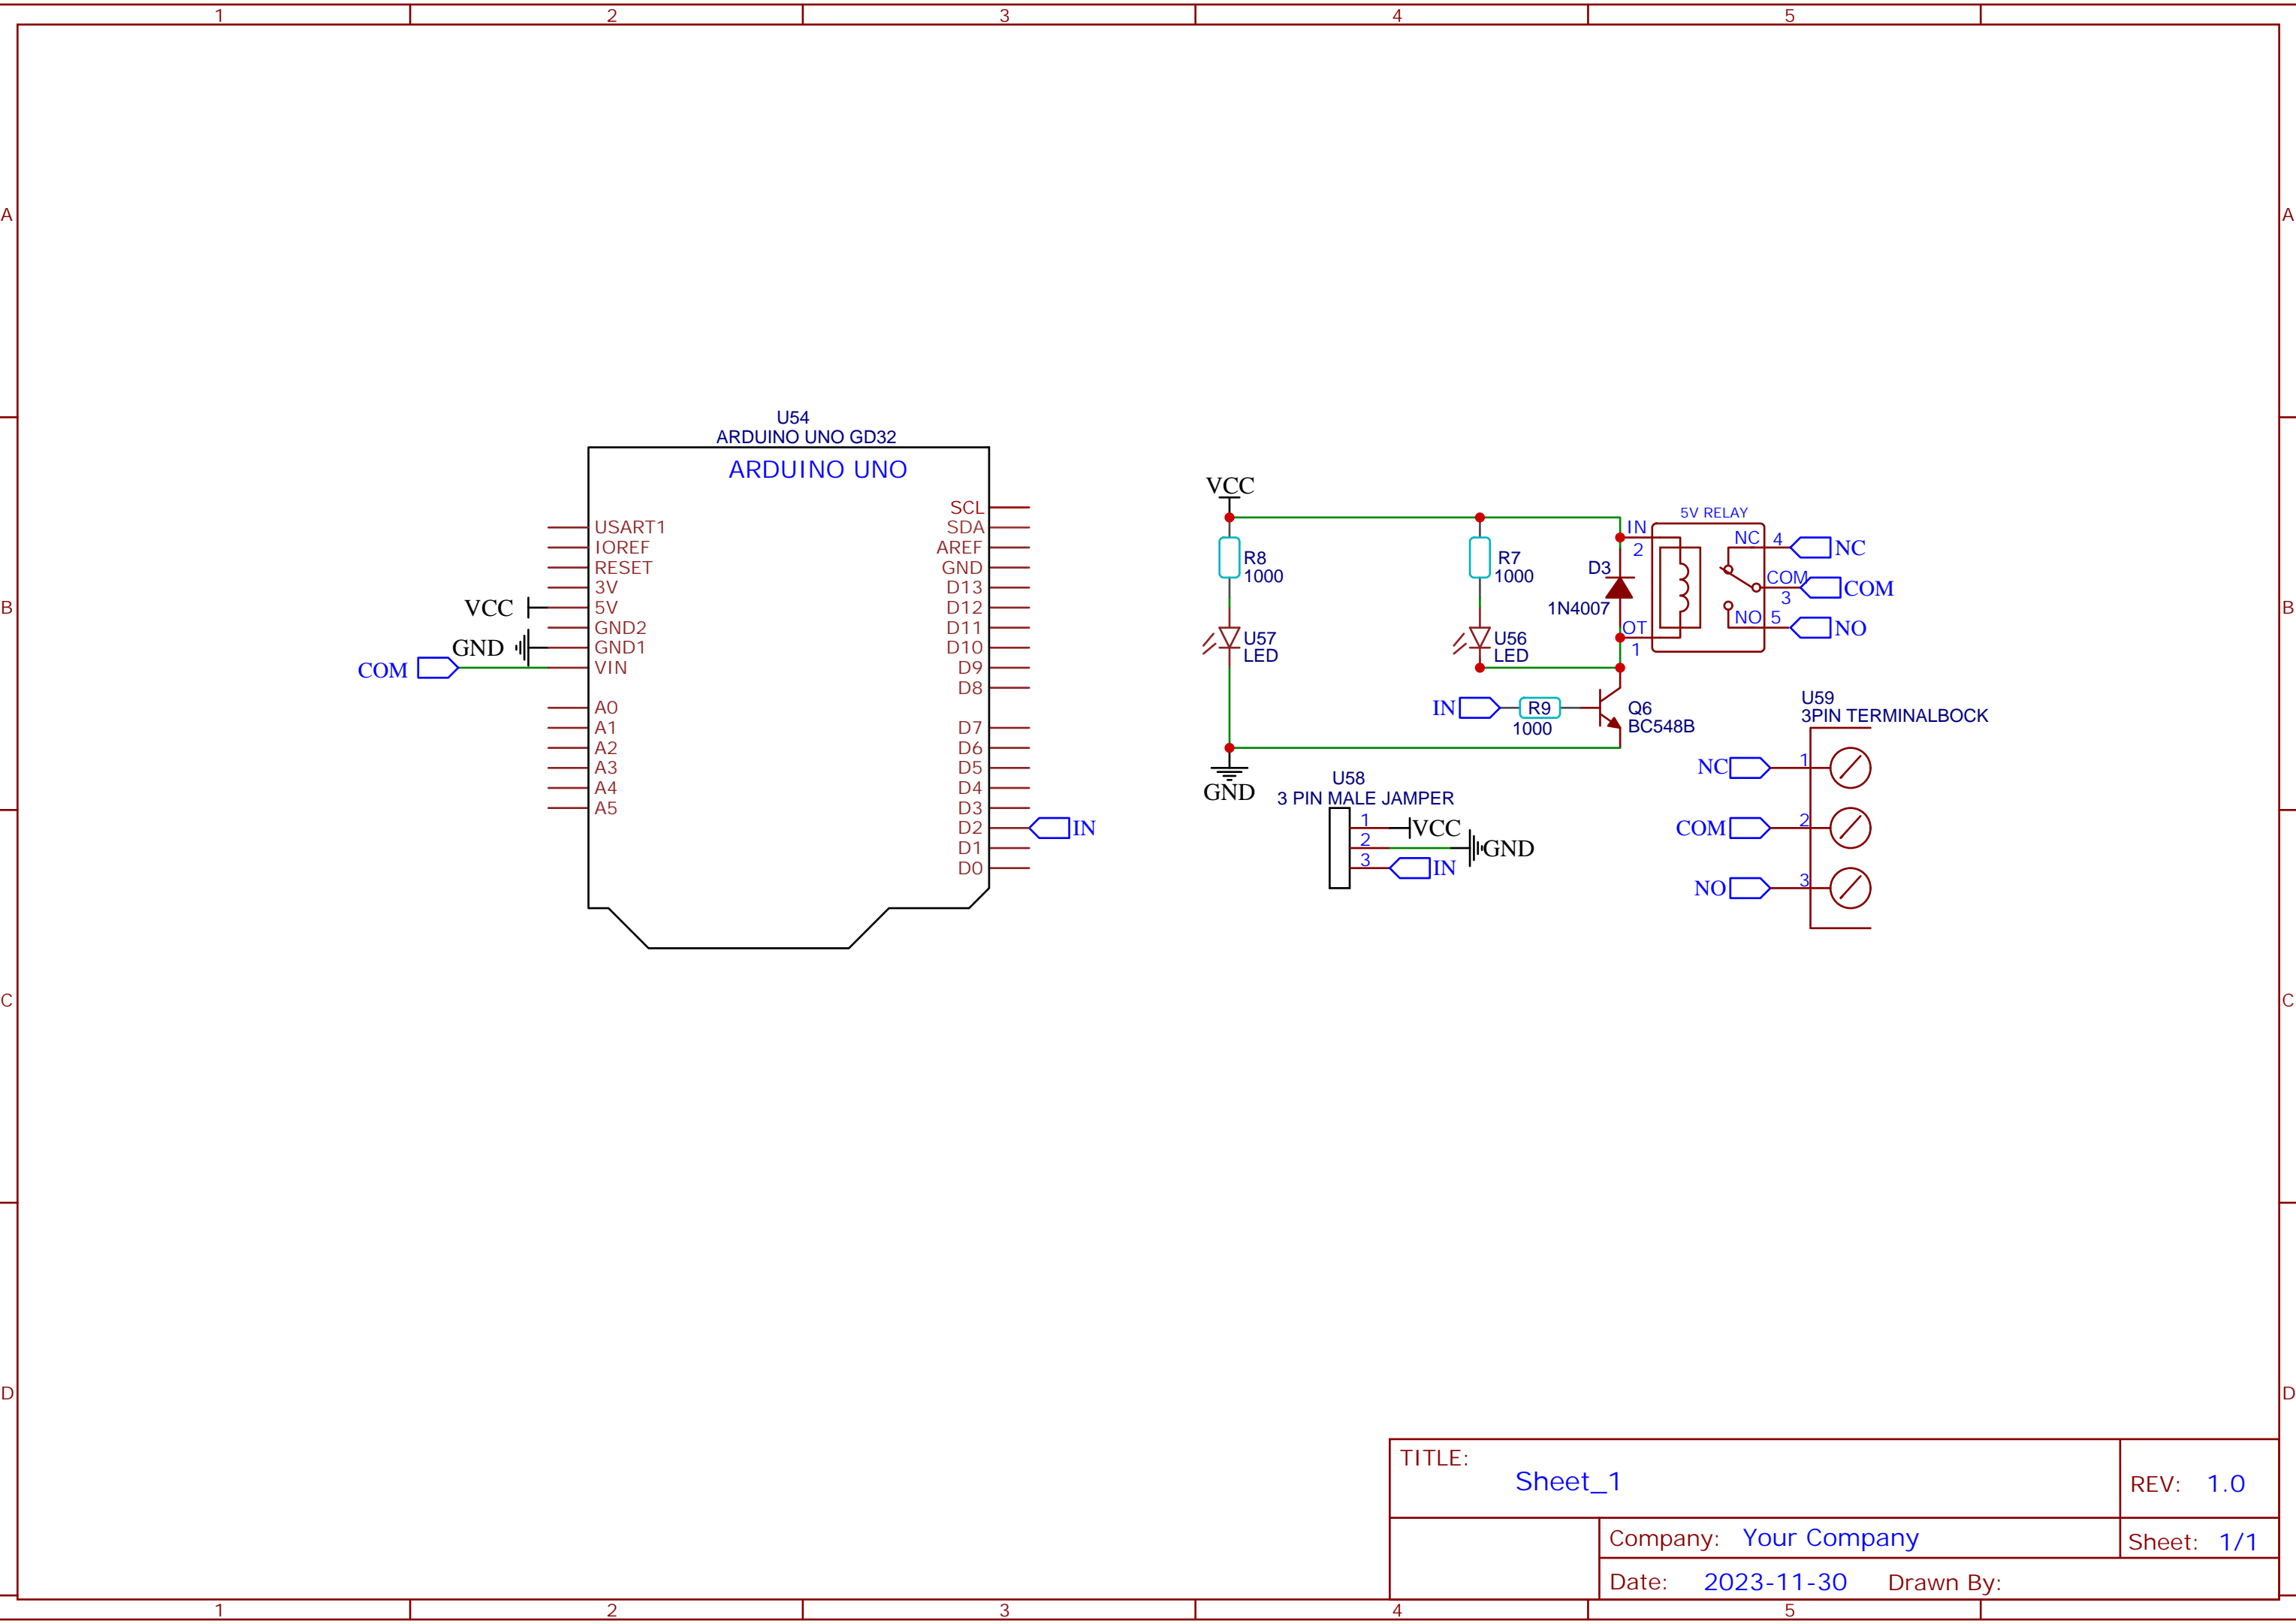 1 2 3 4 5
A A
B B
C C
D D
U54
ARDUINO UNO GD32
ARDUINO UNO
USART1
IOREF
RESET
3V
5V
GND2
GND1
VIN
A0
A1
A2
A3
A4
A5
VCC
GND
COM
SCL
SDA
AREF
GND
D13
D12
D11
D10
D9
D8
D7
D6
D5
D4
D3
D2
D1
D0
IN
VCC
R8
1000
U57
LED
GND
R7
1000
U56
LED
D3
1N4007
IN
2
OT
1
5V RELAY
NC 4 NC
COM
3
COM
NO 5 NO
IN
R9
1000
Q6
BC548B
U58
3 PIN MALE JAMPER
1 VCC
2 GND
3 IN
U59
3PIN TERMINALBOCK
NC 1
COM 2
NO 3
TITLE:
Sheet_1
REV: 1.0
Company: Your Company
Sheet: 1/1
Date: 2023-11-30 Drawn By:
1 2 3 4 5